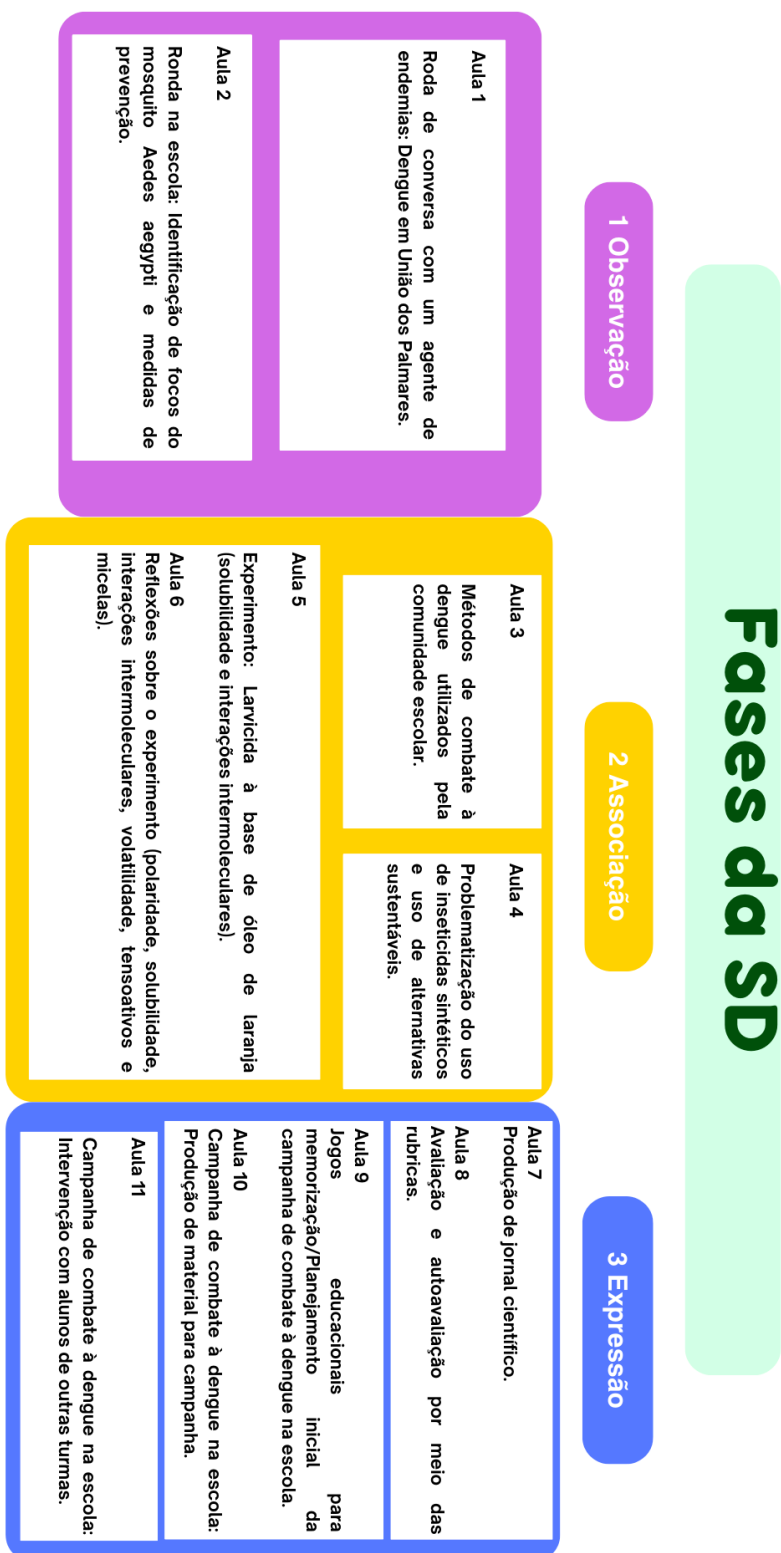 Fases da SD
1 Observação
Aula 1
Roda de conversa com um agente de
endemias: Dengue em União dos Palmares.
Aula 2
Ronda na escola: Identificação de focos do
mosquito Aedes aegypti e medidas de
prevenção.
2 Associação
Aula 3
Métodos de combate à
dengue utilizados pela
comunidade escolar.
Aula 4
Problematização do uso
de inseticidas sintéticos
e uso de alternativas
sustentáveis.
Aula 5
Experimento: Larvicida à base de óleo de laranja
(solubilidade e interações intermoleculares).
Aula 6
Reflexões sobre o experimento (polaridade, solubilidade,
interações intermoleculares, volatilidade, tensoativos e
micelas).
3 Expressão
Aula 7
Produção de jornal científico.
Aula 8
Avaliação e autoavaliação por meio das
rubricas.
Aula 9
Jogos educacionais para
memorização/Planejamento inicial da
campanha de combate à dengue na escola.
Aula 10
Campanha de combate à dengue na escola:
Produção de material para campanha.
Aula 11
Campanha de combate à dengue na escola:
Intervenção com alunos de outras turmas.